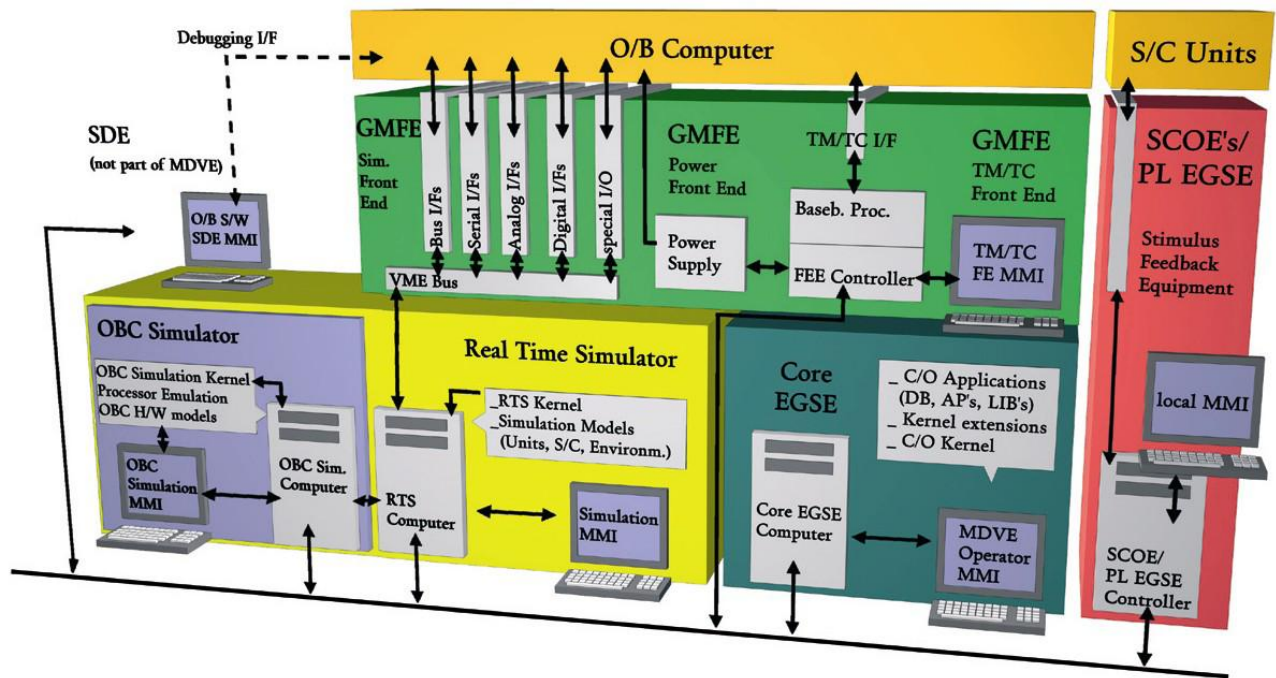 Debugging I/F
O/B Computer
S/C Units
SDE
(not part of MDVE)
O/B S/W
SDE MMI
GMFE
Sim.
Front
End
Bus I/Fs
Serial I/Fs
Analog I/Fs
Digital I/Fs
special I/O
VME Bus
GMFE
Power
Front End
Power
Supply
TM/TC I/F
Baseb. Proc.
FEE Controller
GMFE
TM/TC
Front End
TM/TC
FE MMI
SCOE's/
PL EGSE
Stimulus
Feedback
Equipment
local MMI
SCOE/
PL EGSE
Controller
OBC Simulator
OBC Simulation Kernel
Processor Emulation
OBC H/W models
OBC
Simulation
MMI
OBC Sim.
Computer
Real Time Simulator
_RTS Kernel
_Simulation Models
(Units, S/C, Environm.)
RTS
Computer
Simulation
MMI
Core
EGSE
_ C/O Applications
(DB, AP's, LIB's)
_ Kernel extensions
_ C/O Kernel
Core EGSE
Computer
MDVE
Operator
MMI